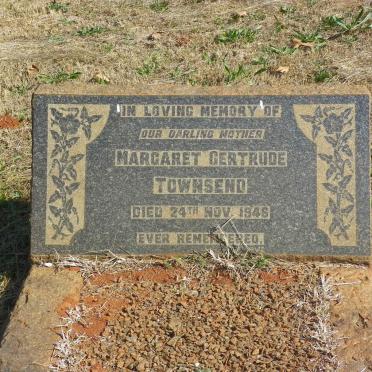 IN LOVING MEMORY OF
OUR DARLING MOTHER
MARGARET GERTRUDE
TOWNSEND
DIED 24TH NOV. 1948
EVER REMEMBERED.